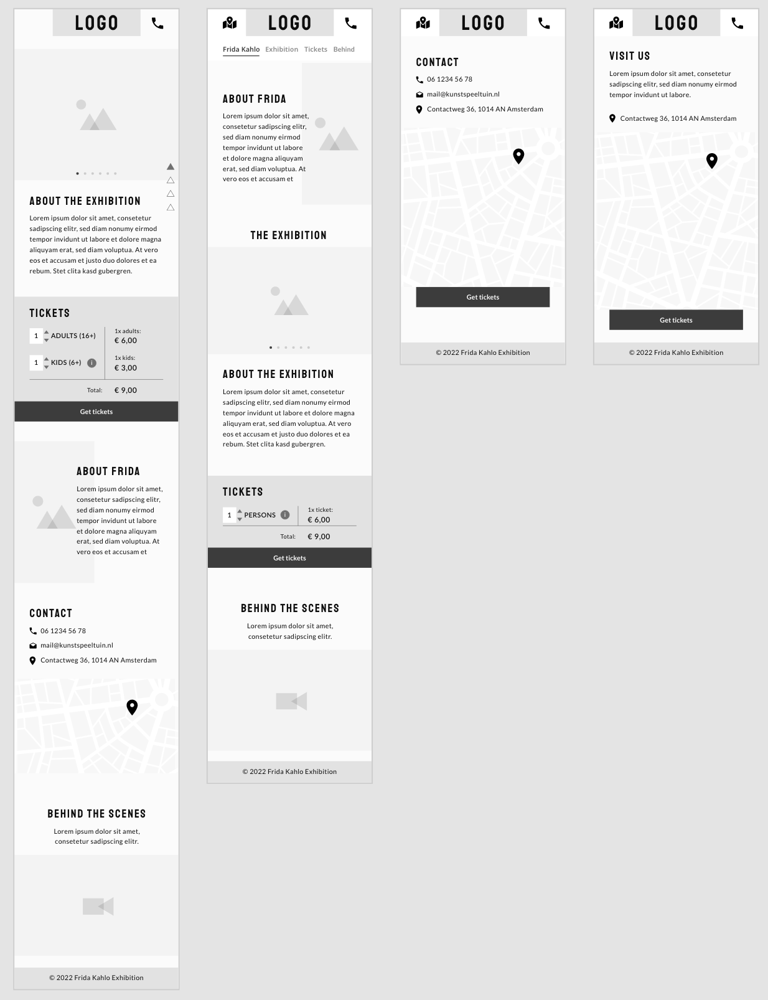 LOGO
ABOUT THE EXHIBITION
Lorem ipsum dolor sit amet, consetetur
sadipscing elitr, sed diam nonumy eirmod
tempor invidunt ut labore et dolore magna
aliquyam erat, sed diam voluptua. At vero
eos et accusam et justo duo dolores et ea
rebum. Stet clita kasd gubergren.
TICKETS
1 ADULTS (16+)
1x adults:
€ 6,00
1 KIDS (6+) i
1x kids:
€ 3,00
Total: € 9,00
Get tickets
ABOUT FRIDA
Lorem ipsum dolor sit amet,
consetetur sadipscing elitr,
sed diam nonumy eirmod
tempor invidunt ut labore
et dolore magna aliquyam
erat, sed diam voluptua. At
vero eos et accusam et
CONTACT
06 1234 56 78
mail@kunstspeeltuin.nl
Contactweg 36, 1014 AN Amsterdam
BEHIND THE SCENES
Lorem ipsum dolor sit amet,
consetetur sadipscing elitr.
© 2022 Frida Kahlo Exhibition
LOGO
Frida Kahlo Exhibition Tickets Behind
ABOUT FRIDA
Lorem ipsum dolor sit amet,
consetetur sadipscing elitr,
sed diam nonumy eirmod
tempor invidunt ut labore
et dolore magna aliquyam
erat, sed diam voluptua. At
vero eos et accusam et
THE EXHIBITION
ABOUT THE EXHIBITION
Lorem ipsum dolor sit amet, consetetur
sadipscing elitr, sed diam nonumy eirmod
tempor invidunt ut labore et dolore magna
aliquyam erat, sed diam voluptua. At vero
eos et accusam et justo duo dolores et ea
rebum. Stet clita kasd gubergren.
TICKETS
1 PERSONS i
1x ticket:
€ 6,00
Total: € 9,00
Get tickets
BEHIND THE SCENES
Lorem ipsum dolor sit amet,
consetetur sadipscing elitr.
© 2022 Frida Kahlo Exhibition
LOGO
CONTACT
06 1234 56 78
mail@kunstspeeltuin.nl
Contactweg 36, 1014 AN Amsterdam
Get tickets
© 2022 Frida Kahlo Exhibition
LOGO
VISIT US
Lorem ipsum dolor sit amet, consetetur
sadipscing elitr, sed diam nonumy eirmod
tempor invidunt ut labore.
Contactweg 36, 1014 AN Amsterdam
Get tickets
© 2022 Frida Kahlo Exhibition